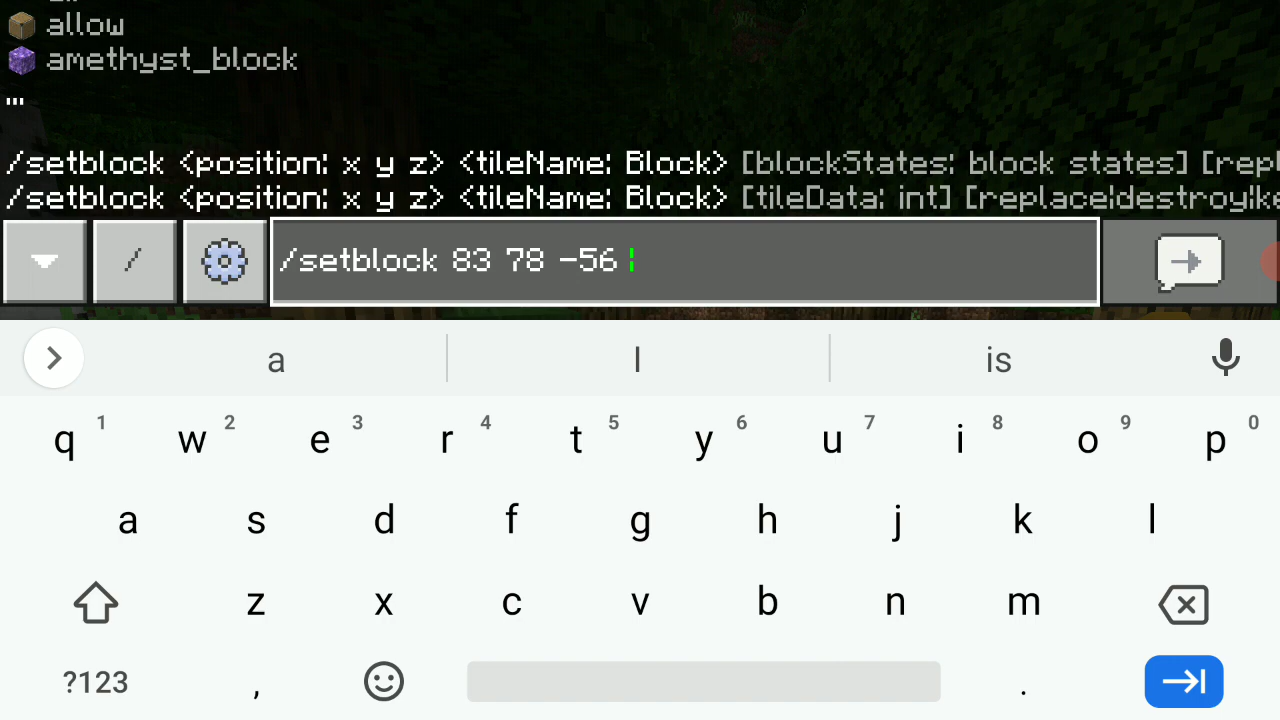 allow
amethyst_block
...
/setblock <position: x y z> <tileName: Block> [blockStates: block states] [repl
/setblock <position: x y z> <tileName: Block> [tileData: int] [replace|destroy|ke
/ /setblock 83 78 -56
a I is
q 1 w 2 e 3 r 4 t 5 y 6 u 7 i 8 o 9 p 0
a s d f g h j k l
z x c v b n m
?123 , .